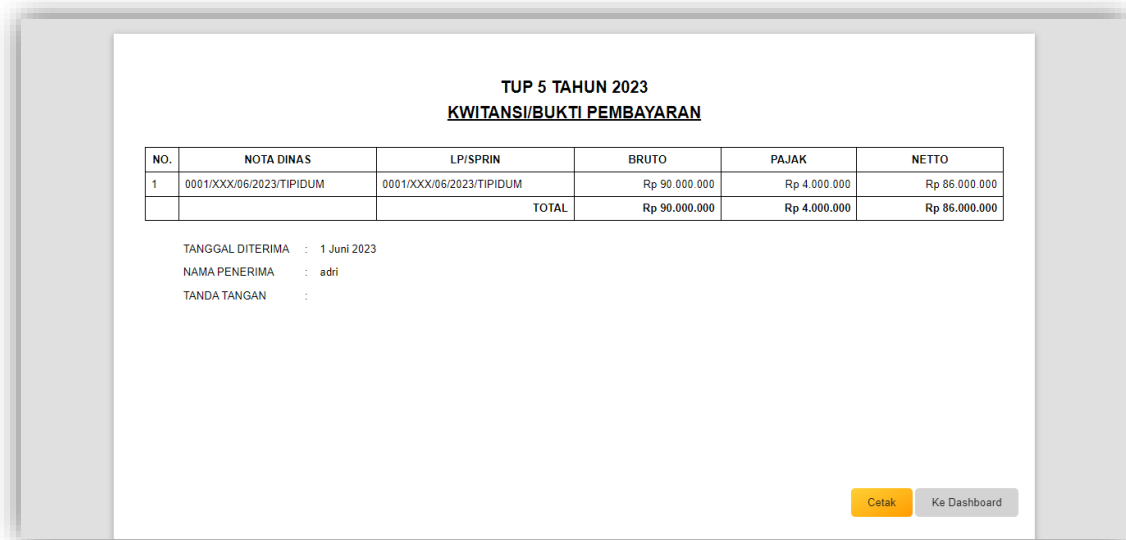 TUP 5 TAHUN 2023
KWITANSI/BUKTI PEMBAYARAN
NO. NOTA DINAS LP/SPRIN BRUTO PAJAK NETTO
1 0001/XXX/06/2023/TIPIDUM 0001/XXX/06/2023/TIPIDUM Rp 90.000.000 Rp 4.000.000 Rp 86.000.000
TOTAL Rp 90.000.000 Rp 4.000.000 Rp 86.000.000
TANGGAL DITERIMA : 1 Juni 2023
NAMA PENERIMA : adri
TANDA TANGAN :
Cetak Ke Dashboard